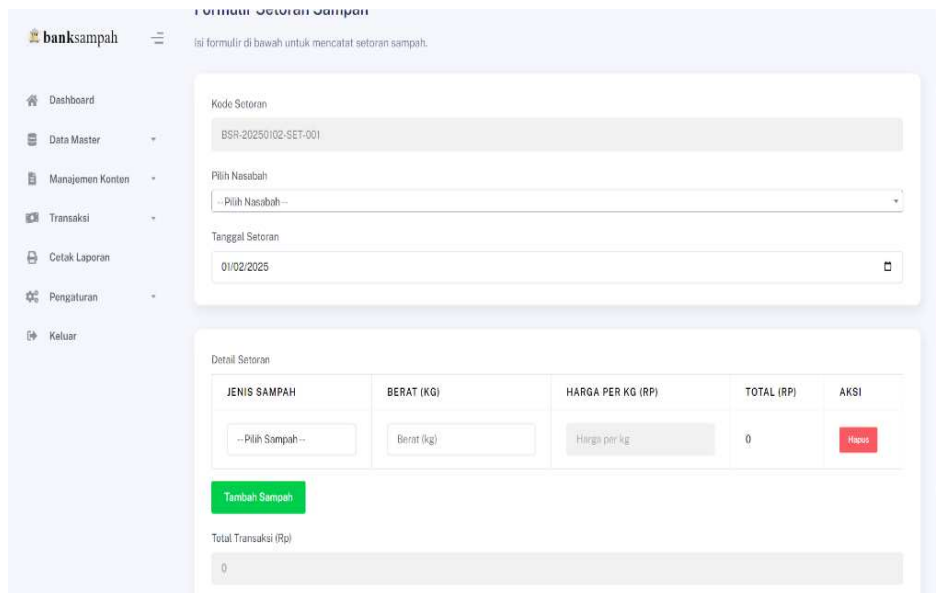 Formulir Setoran Sampah
banksampah
Isi formulir di bawah untuk mencatat setoran sampah.
Dashboard
Data Master
Manajemen Konten
Transaksi
Cetak Laporan
Pengaturan
Keluar
Kode Setoran
BSR-20250102-SET-001
Pilih Nasabah
-- Pilih Nasabah --
Tanggal Setoran
01/02/2025
Detail Setoran
JENIS SAMPAH BERAT (KG) HARGA PER KG (RP) TOTAL (RP) AKSI
-- Pilih Sampah -- Berat (kg) Harga per kg 0 Hapus
Tambah Sampah
Total Transaksi (Rp)
0